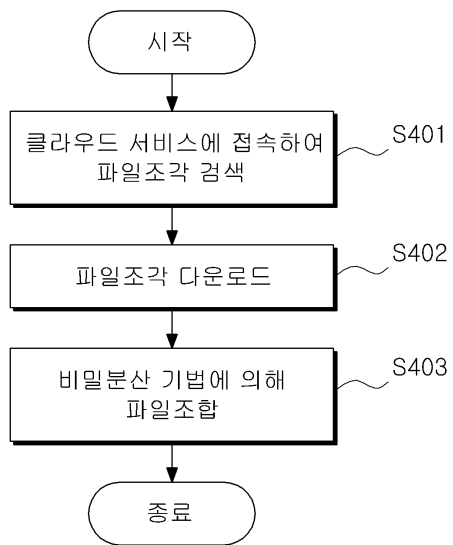 시작
클라우드 서비스에 접속하여
파일조각 검색
S401
파일조각 다운로드
S402
비밀분산 기법에 의해
파일조합
S403
종료